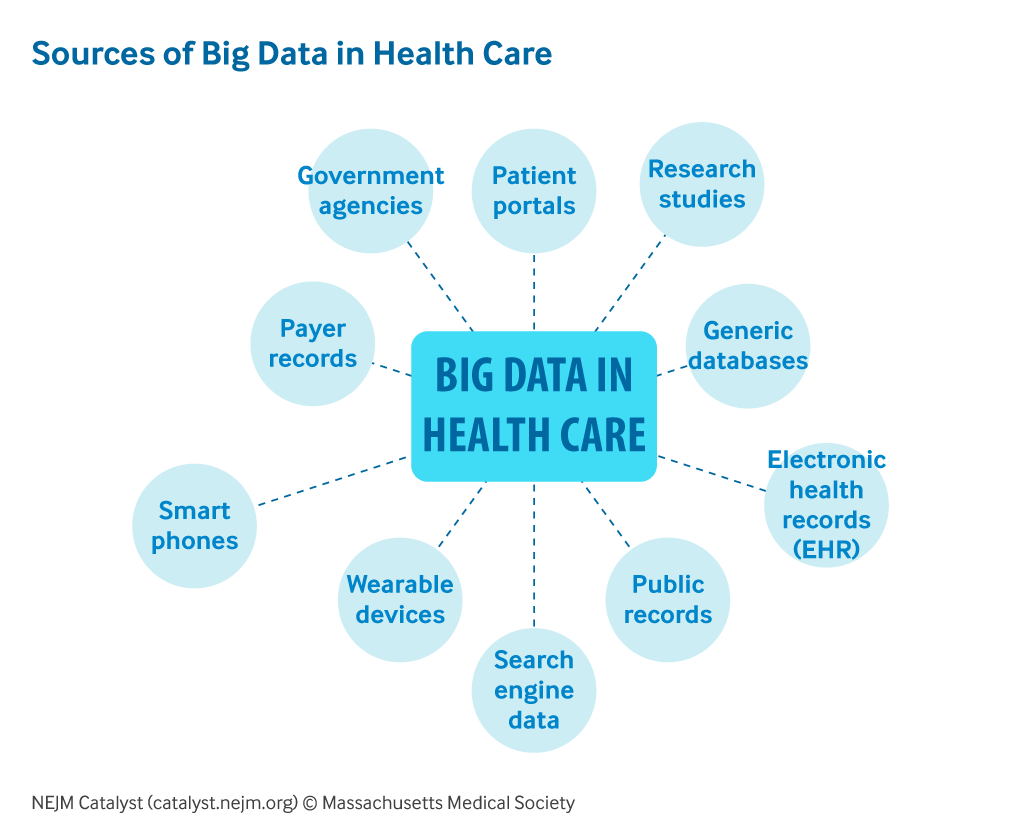 Sources of Big Data in Health Care
Government
agencies
Patient
portals
Research
studies
Payer
records
Generic
databases
BIG DATA IN
HEALTH CARE
Smart
phones
Electronic
health
records
(EHR)
Wearable
devices
Public
records
Search
engine
data
NEJM Catalyst (catalyst.nejm.org) © Massachusetts Medical Society